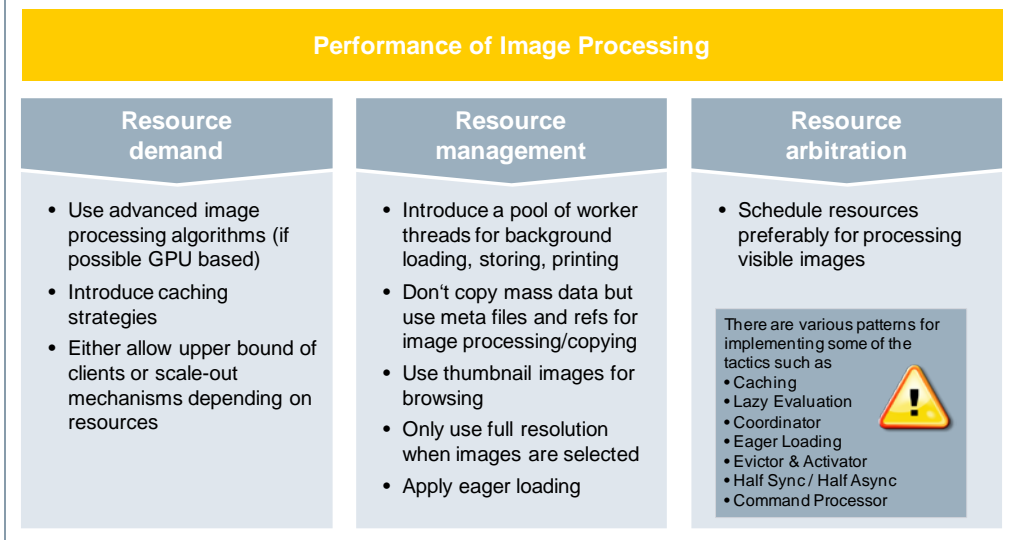 Performance of Image Processing
Resource
demand
• Use advanced image
processing algorithms (if
possible GPU based)
• Introduce caching
strategies
• Either allow upper bound of
clients or scale-out
mechanisms depending on
resources
Resource
management
• Introduce a pool of worker
threads for background
loading, storing, printing
• Don‘t copy mass data but
use meta files and refs for
image processing/copying
• Use thumbnail images for
browsing
• Only use full resolution
when images are selected
• Apply eager loading
Resource
arbitration
• Schedule resources
preferably for processing
visible images
There are various patterns for
implementing some of the
tactics such as
• Caching
• Lazy Evaluation
• Coordinator
• Eager Loading
• Evictor & Activator
• Half Sync / Half Async
• Command Processor
!